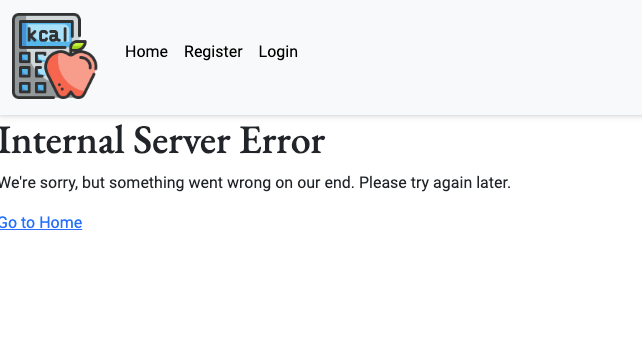 kcal
Home Register Login
Internal Server Error
We're sorry, but something went wrong on our end. Please try again later.
Go to Home